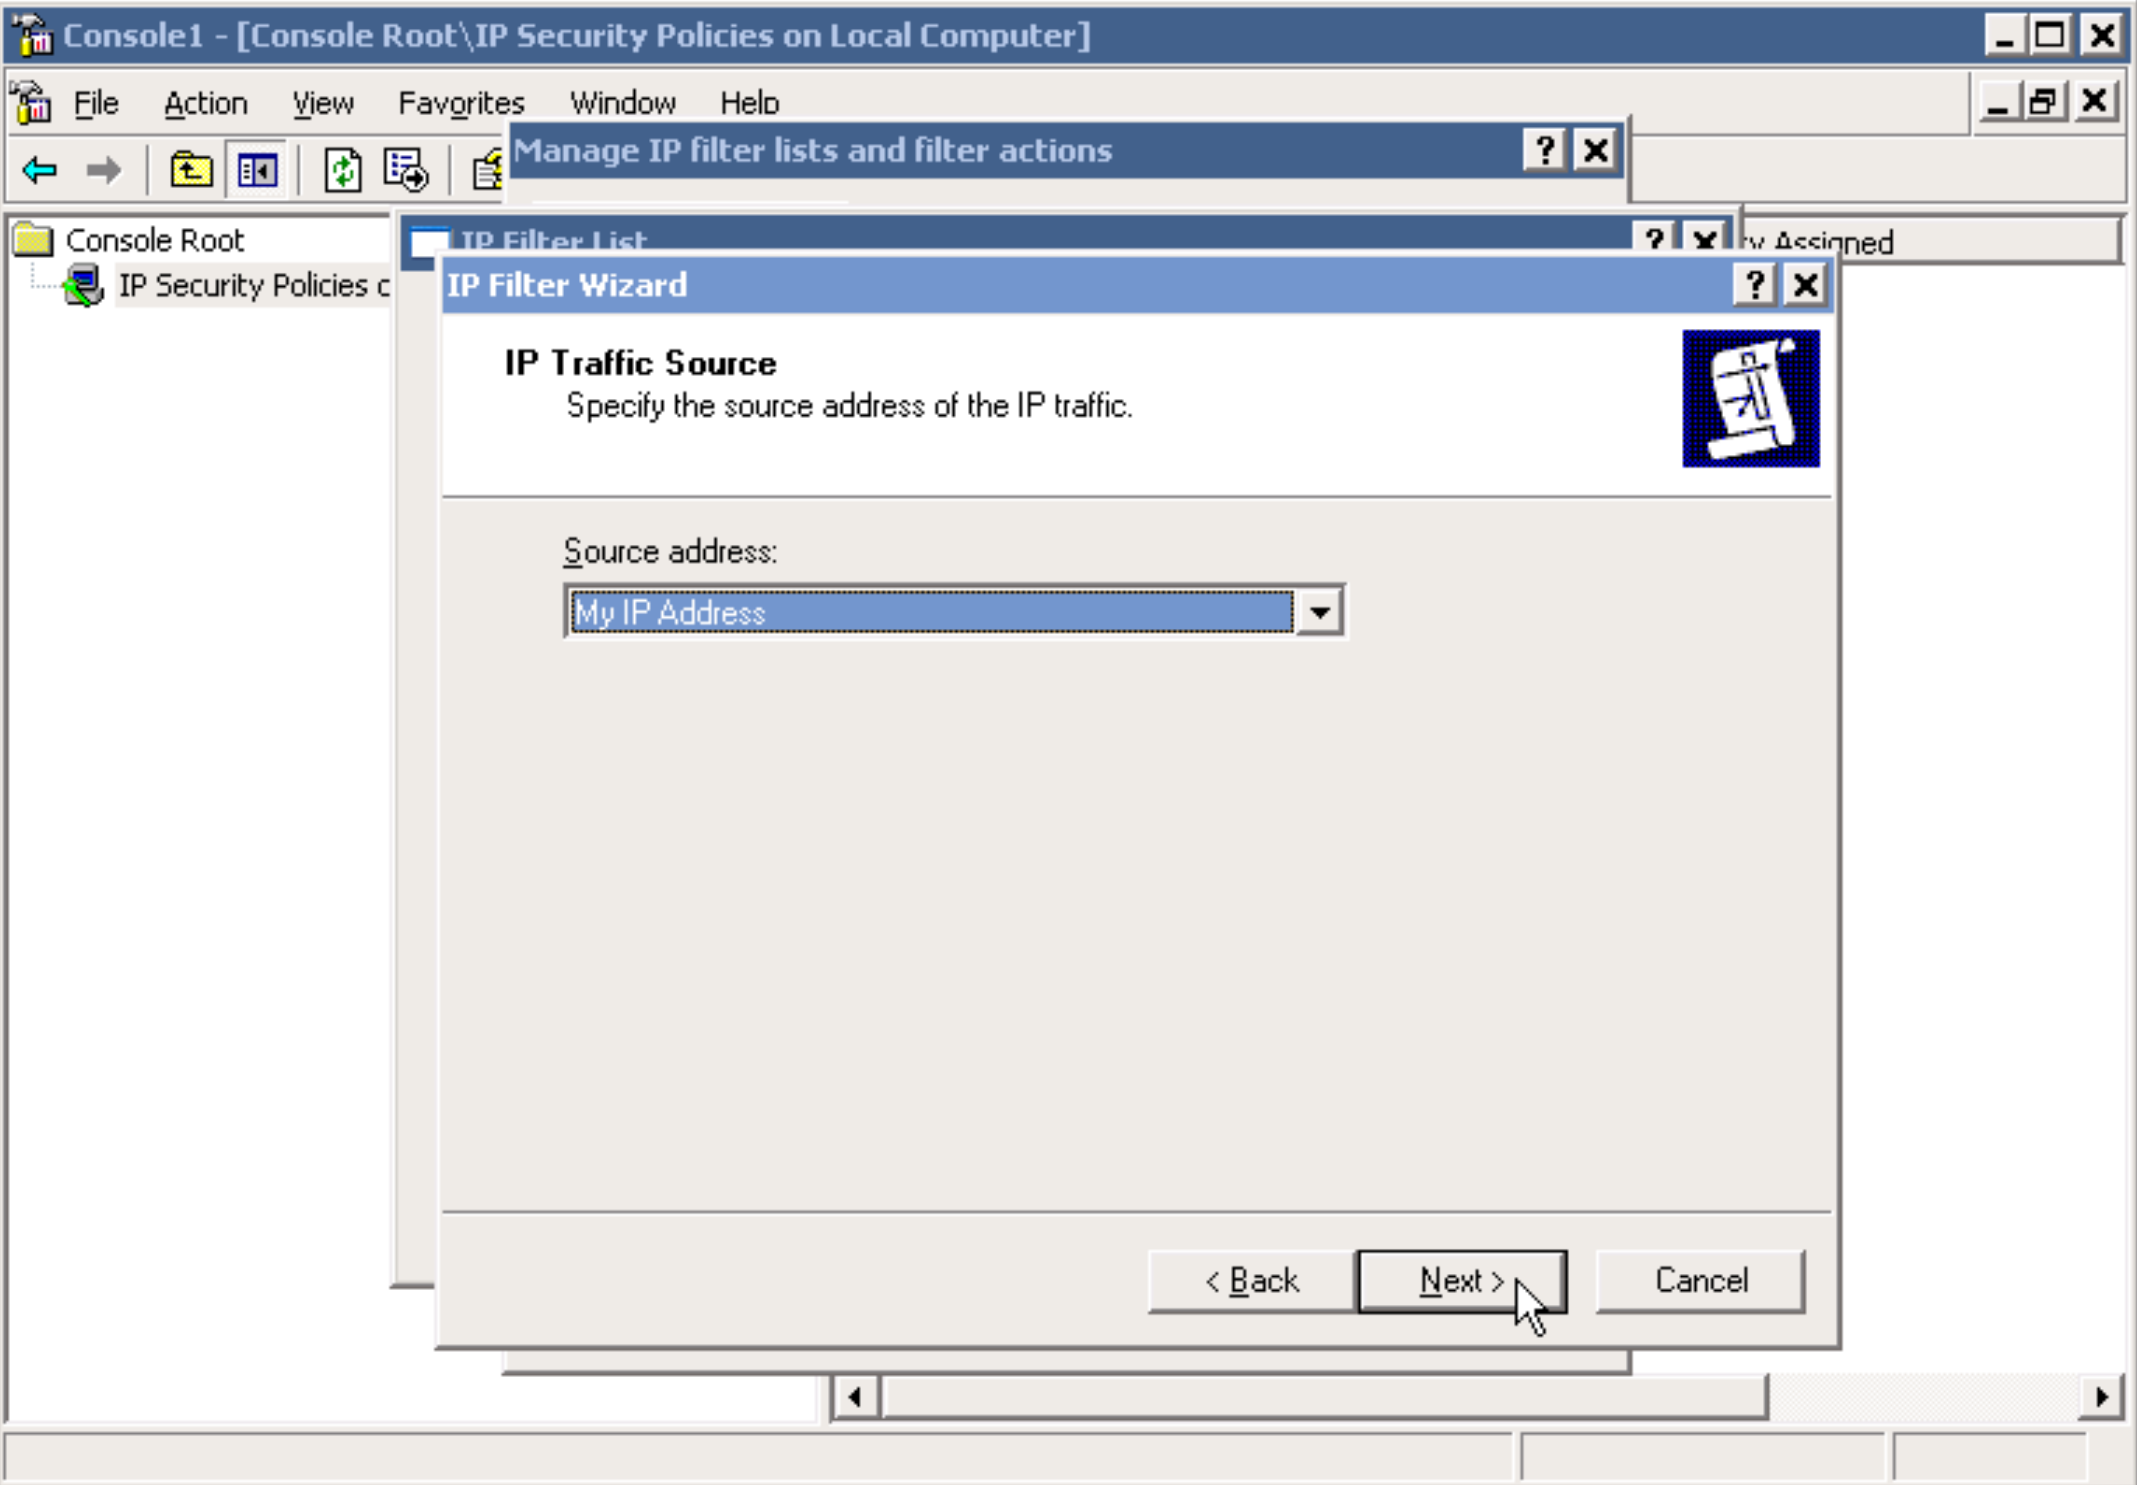 Console1 - [Console Root\IP Security Policies on Local Computer]
File Action View Favorites Window Help
Manage IP filter lists and filter actions
Console Root
IP Filter List
Assigned
IP Security Policies
IP Filter Wizard
IP Traffic Source
Specify the source address of the IP traffic.
Source address:
My IP Address
< Back
Next >
Cancel